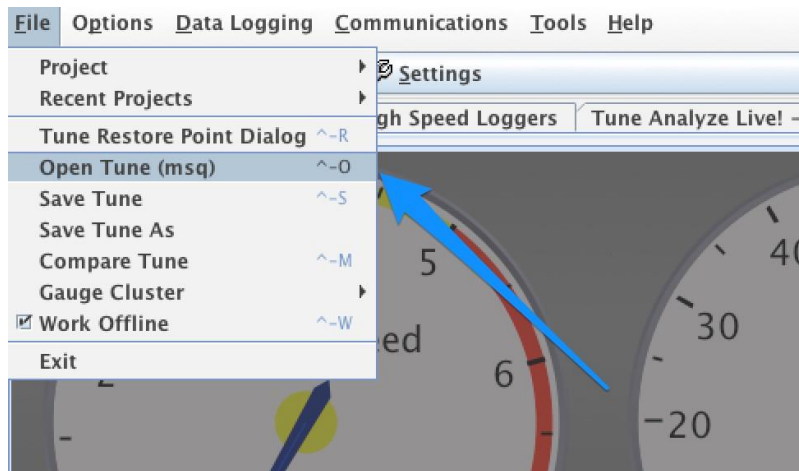 File Options Data Logging Communications Tools Help
Project
Settings
Recent Projects
gh Speed Loggers Tune Analyze Live! -
Tune Restore Point Dialog ^-R
Open Tune (msq) ^-O
Save Tune ^-S
Save Tune As
Compare Tune ^-M
Gauge Cluster
Work Offline ^-W
Exit
5
40
30
eed
6
2
-20